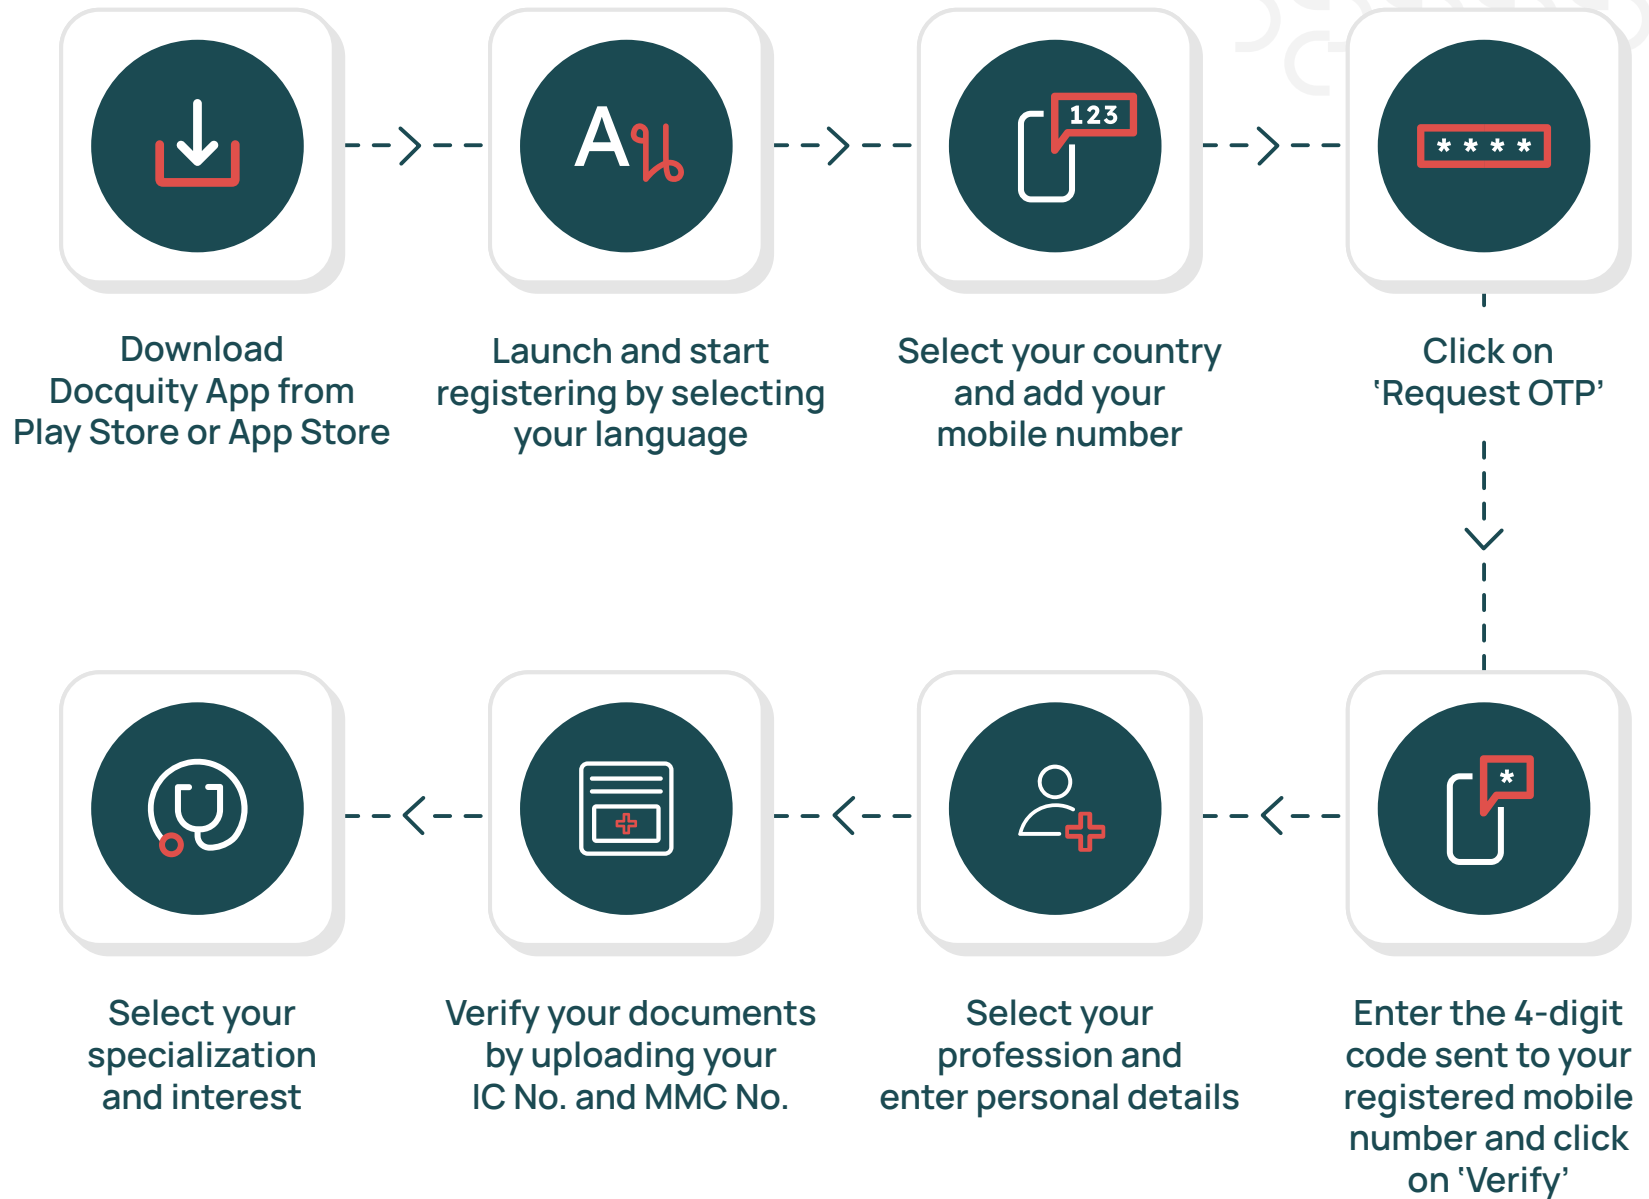 123
* * * *
Download
Docquity App from
Play Store or App Store
Launch and start
registering by selecting
your language
Select your country
and add your
mobile number
Click on
‘Request OTP’
*
Enter the 4-digit
code sent to your
registered mobile
number and click
on ‘Verify’
Select your
profession and
enter personal details
Verify your documents
by uploading your
IC No. and MMC No.
Select your
specialization
and interest